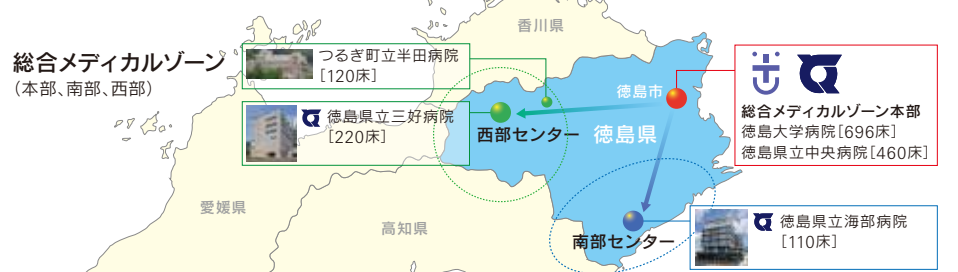 総合メディカルゾーン
（本部、南部、西部）
つるぎ町立半田病院
［120床］
徳島県立三好病院
［220床］
西部センター
香川県
徳島市
徳島県
愛媛県
高知県
総合メディカルゾーン本部
徳島大学病院［696床］
徳島県立中央病院［460床］
南部センター
徳島県立海部病院
［110床］